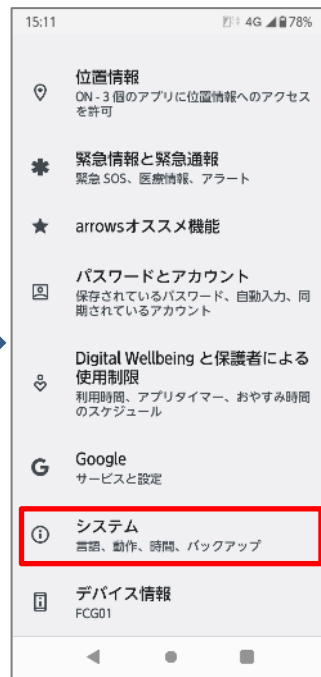 15:11
4G 78%
位置情報
ON - 3 個のアプリに位置情報へのアクセス
を許可
緊急情報と緊急通報
緊急 SOS、医療情報、アラート
arrowsオススメ機能
パスワードとアカウント
保存されているパスワード、自動入力、同
期されているアカウント
Digital Wellbeing と保護者による
使用制限
利用時間、アプリタイマー、おやすみ時間
のスケジュール
Google
サービスと設定
システム
言語、動作、時間、バックアップ
デバイス情報
FCG01